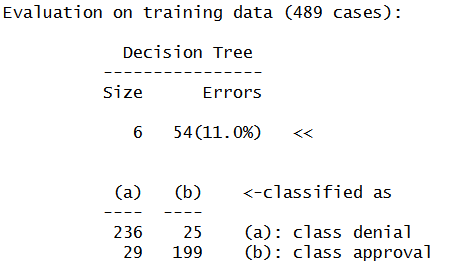 Evaluation on training data (489 cases):
Decision Tree
----------------
Size Errors
6 54(11.0%) <<
(a) (b) <-classified as
---- ----
236 25 (a): class denial
29 199 (b): class approval